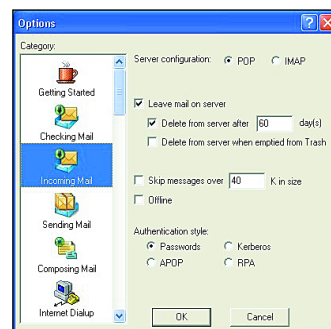 Options
Category:
Getting Started
Checking Mail
Incoming Mail
Sending Mail
Composing Mail
Internet Dialup
Server configuration: POP IMAP
Leave mail on server
Delete from server after 60 day(s)
Delete from server when emptied from Trash
Skip messages over 40 K in size
Offline
Authentication style:
Passwords Kerberos
APOP RPA
OK Cancel